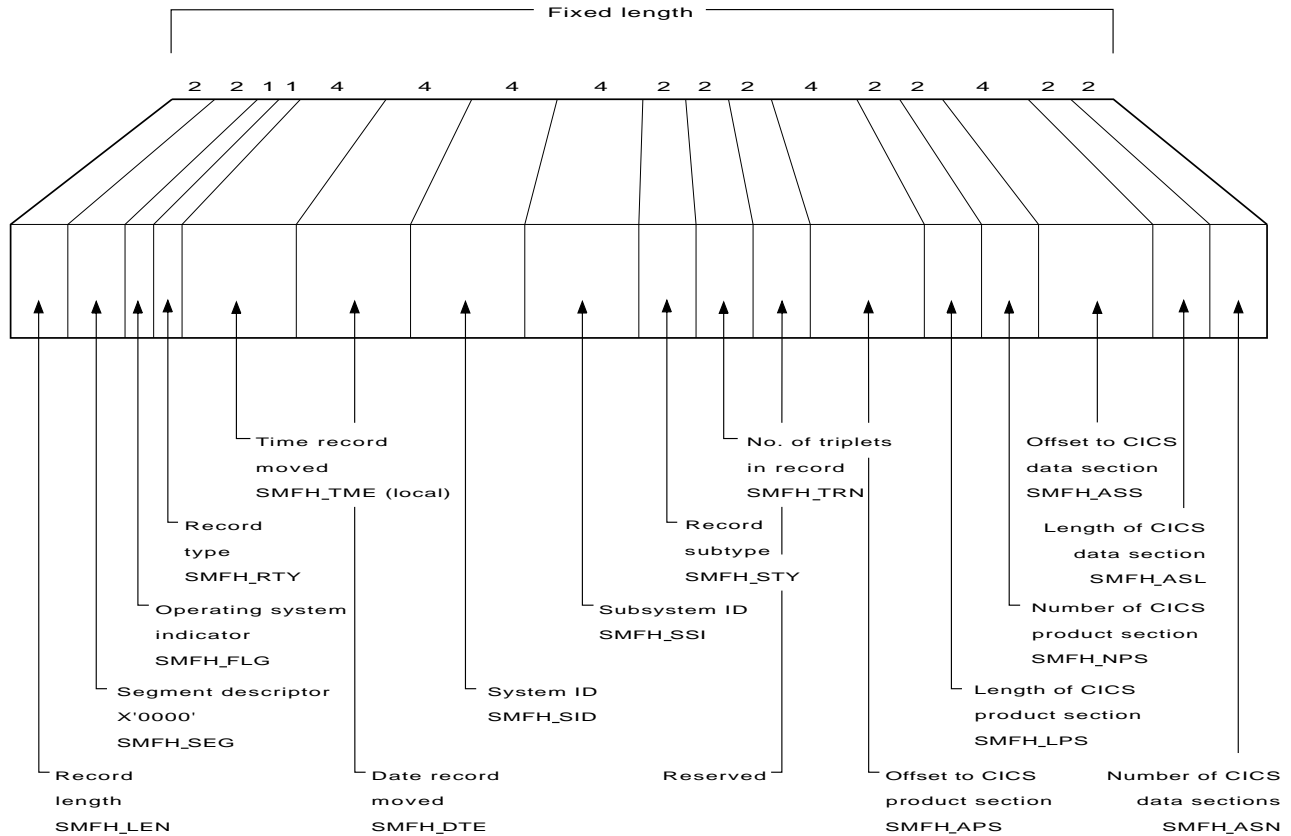 Fixed length
2 2 1 1 4 4 4 4 2 2 2 4 2 2 4 2 2
Time record
moved
SMFH_TME (local)
No. of triplets
in record
SMFH_TRN
Offset to CICS
data section
SMFH_ASS
Record
type
SMFH_RTY
Record
subtype
SMFH_STY
Length of CICS
data section
SMFH_ASL
Operating system
indicator
SMFH_FLG
Subsystem ID
SMFH_SSI
Number of CICS
product section
SMFH_NPS
Segment descriptor
X'0000'
SMFH_SEG
System ID
SMFH_SID
Length of CICS
product section
SMFH_LPS
Record
length
SMFH_LEN
Date record
moved
SMFH_DTE
Reserved
Offset to CICS
product section
SMFH_APS
Number of CICS
data sections
SMFH_ASN